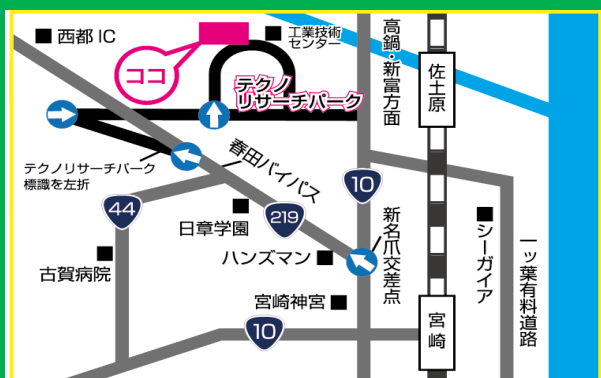 西都 IC
工業技術
センター
ココ
テクノ
リサーチパーク
高鍋・新富方面
佐土原
テクノリサーチパーク
標識を左折
春田バイパス
10
44
日章学園
219
新名爪交差点
シーガイア
一ッ葉有料道路
古賀病院
ハンズマン
宮崎神宮
10
宮崎